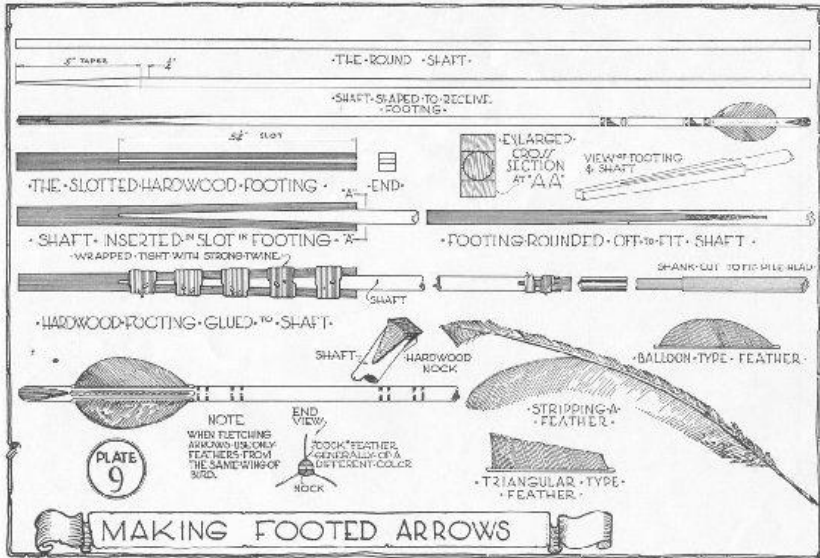 ·THE·ROUND·SHAFT·
5" TAPER
1/4"
·SHAFT·SHAPED·TO·RECEIVE·
·FOOTING·
SLOT
·THE·SLOTTED·HARDWOOD·FOOTING·
·END·
·ENLARGED·
CROSS
SECTION
AT·"AA"
VIEW·OF·FOOTING
& SHAFT
"A"
·SHAFT·INSERTED·IN·SLOT·IN·FOOTING·
"A"
·FOOTING·ROUNDED·OFF·TO·FIT·SHAFT·
·WRAPPED·TIGHT·WITH·STRONG·TWINE·
SHAFT
SHANK·CUT·TO·FIT·PILE·HEAD·
·HARDWOOD·FOOTING·GLUED·TO·SHAFT·
SHAFT
HARDWOOD
NOCK
·BALLOON·TYPE·FEATHER·
·STRIPPING·A·
·FEATHER·
NOTE
WHEN·FLETCHING
ARROWS·USE·ONLY
FEATHERS·FROM
THE·SAME·WING·OF
BIRD.
END
VIEW
"COCK"·FEATHER
GENERALLY·OF·A
DIFFERENT·COLOR
NOCK
·TRIANGULAR·TYPE·
·FEATHER·
PLATE
9
MAKING FOOTED ARROWS